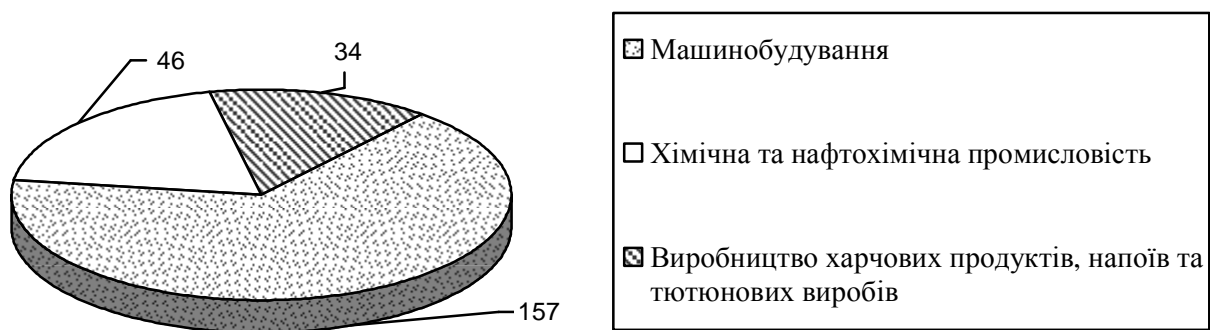 46
34
157
Машинобудування
Хімічна та нафтохімічна промисловість
Виробництво харчових продуктів, напоїв та
тютюнових виробів